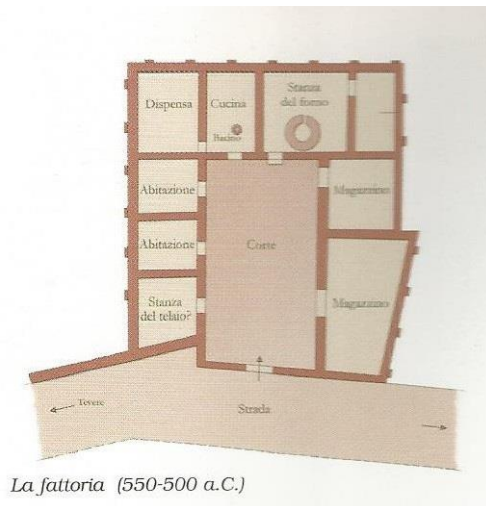 Dispensa
Cucina
Stanza
del forno
Bacino
Abitazione
Magazzino
Abitazione
Corte
Stanza
del telaio?
Magazzino
Tevere
Strada
La fattoria (550-500 a.C.)